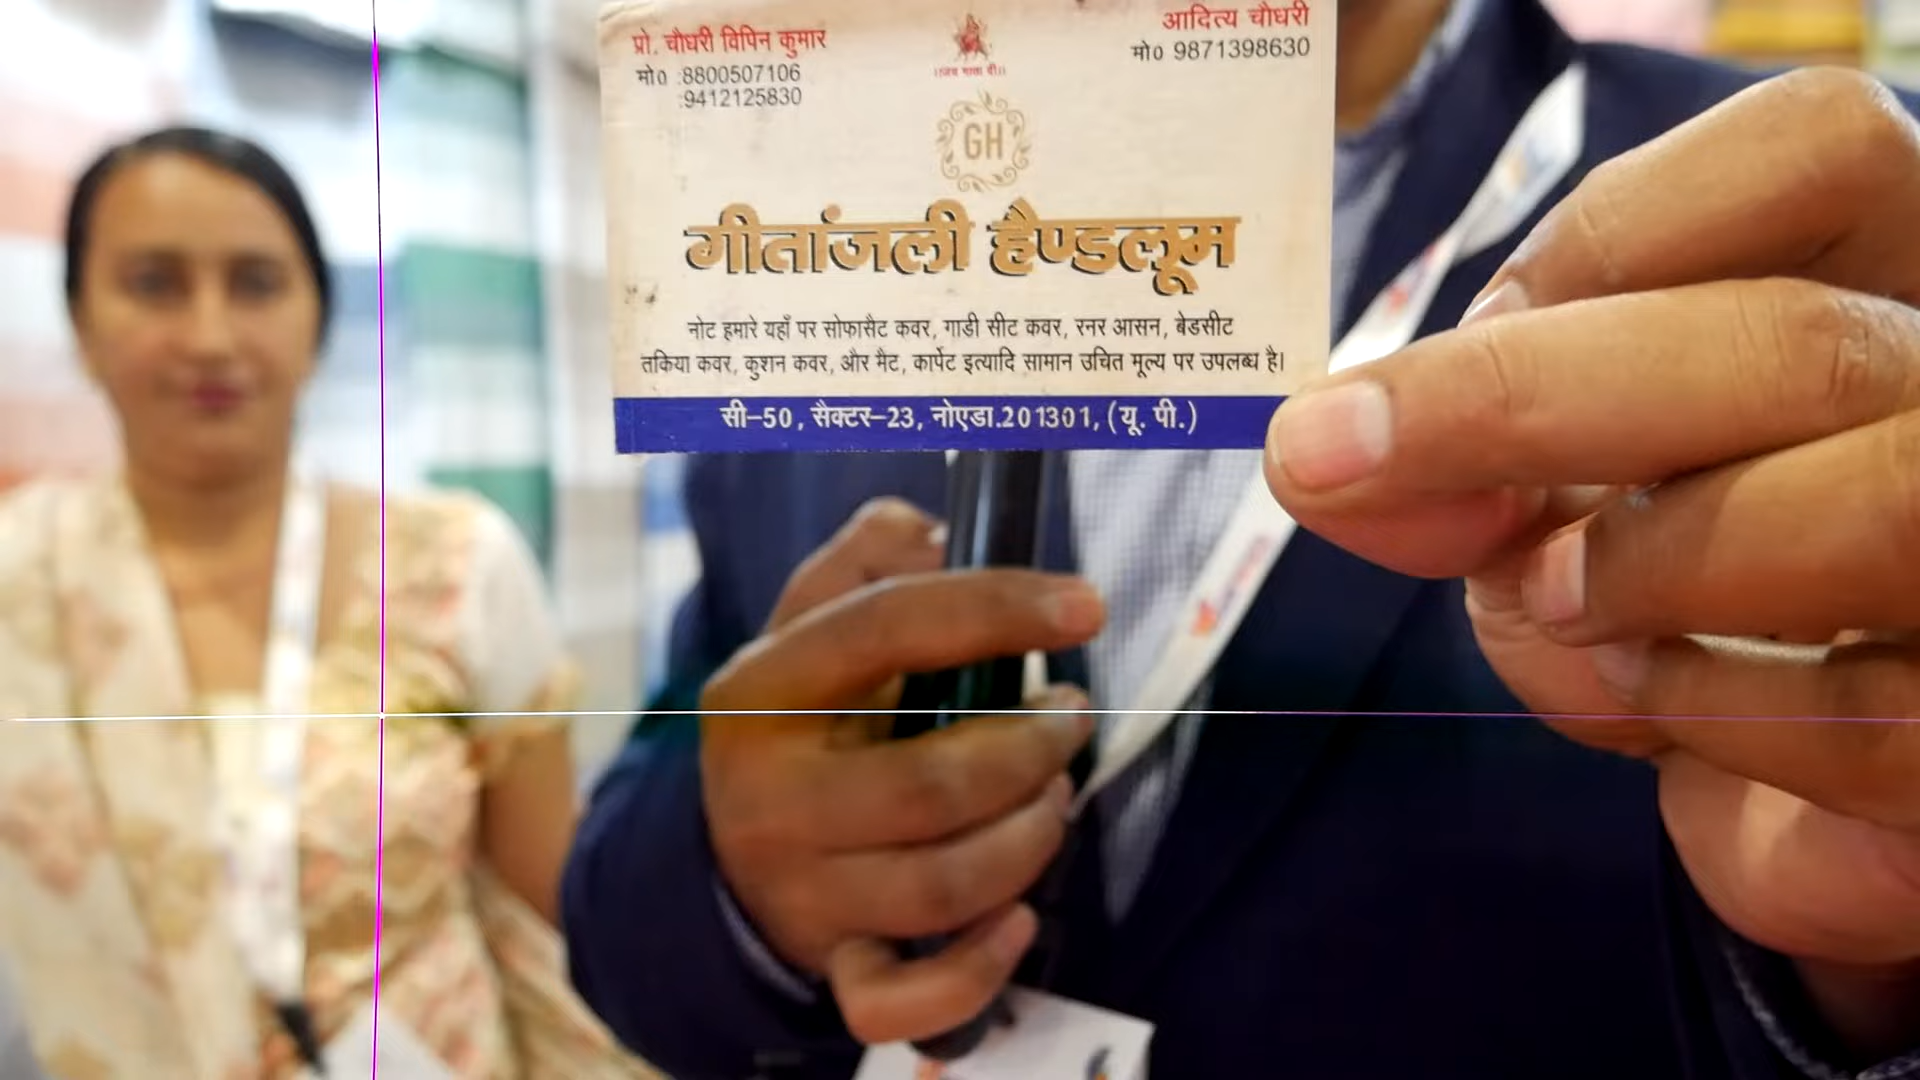 प्रो. चौधरी विपिन कुमार
मो० :8800507106
:9412125830
।।जय माता दी।।
आदित्य चौधरी
मो० 9871398630
GH
गीतांजली हैण्डलूम
नोट हमारे यहाँ पर सोफासैट कवर, गाडी सीट कवर, रनर आसन, बेडसीट
तकिया कवर, कुशन कवर, और मैट, कार्पेट इत्यादि सामान उचित मूल्य पर उपलब्ध है।
सी-50, सैक्टर-23, नोएडा.201301, (यू. पी.)